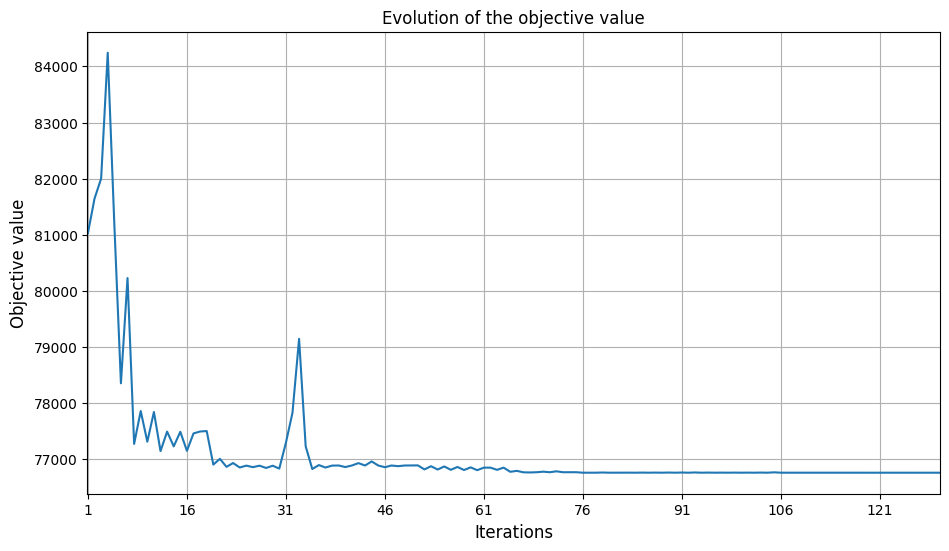 Evolution of the objective value
84000
83000
82000
81000
80000
79000
78000
77000
Objective value
1 16 31 46 61 76 91 106 121
Iterations